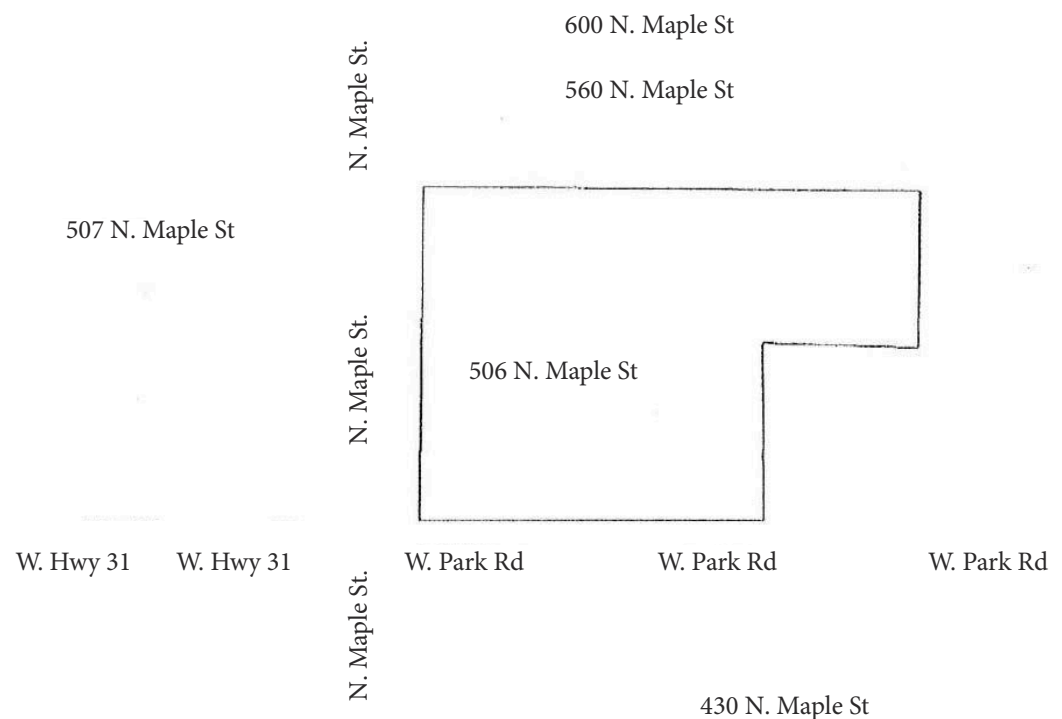 600 N. Maple St
560 N. Maple St
N. Maple St.
507 N. Maple St
N. Maple St.
506 N. Maple St
W. Hwy 31 W. Hwy 31 W. Park Rd W. Park Rd W. Park Rd
N. Maple St.
430 N. Maple St